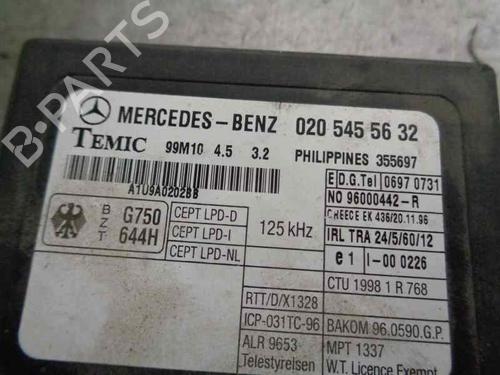 B-PARTS
MERCEDES-BENZ 020 545 56 32
TEMIC 99M10 4.5 3.2 PHILIPPINES 355697
A1U9A0202BB
E D.G.Tel 0697 0731
NO 96000442-R
GREECE EK 436/20.11.96
IRL TRA 24/5/60/12
e 1 I-00 0226
CTU 1998 1 R 768
BZT G750 644H
CEPT LPD-D
CEPT LPD-I
CEPT LPD-NL
125 kHz
RTT/D/X1328
ICP-031TC-96 BAKOM 96.0590.G.P.
ALR 9653 MPT 1337
Telestyrelsen W.T. Licence Exempt